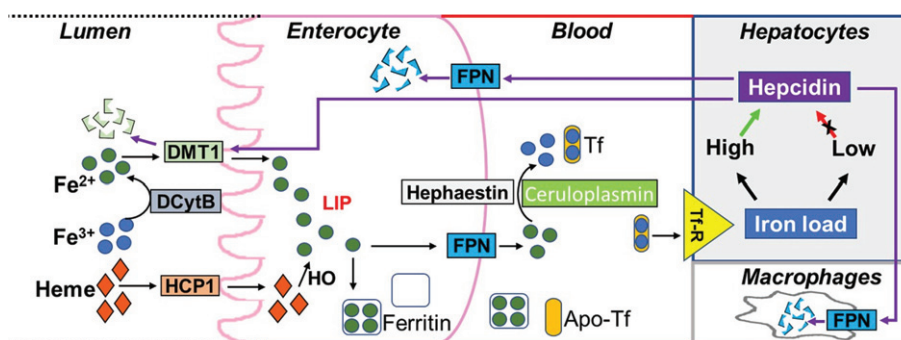 Lumen
Enterocyte
Blood
Hepatocytes
FPN
Hepcidin
DMT1
High
Low
Tf
Fe2+
DCytB
LIP
Hephaestin
Ceruloplasmin
Fe3+
Tf-R
Iron load
FPN
Heme
HCP1
HO
Macrophages
Ferritin
Apo-Tf
FPN